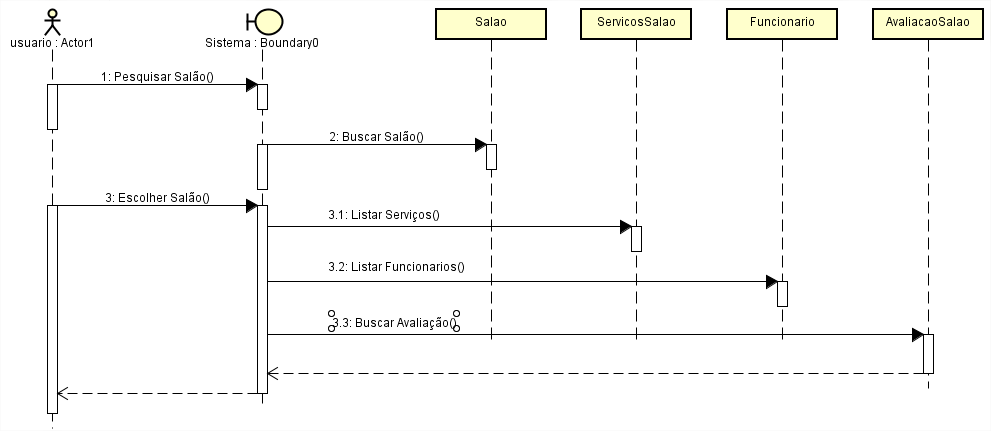 usuario : Actor1
Sistema : Boundary0
Salao
ServicosSalao
Funcionario
AvaliacaoSalao
1: Pesquisar Salão()
2: Buscar Salão()
3: Escolher Salão()
3.1: Listar Serviços()
3.2: Listar Funcionarios()
3.3: Buscar Avaliação()